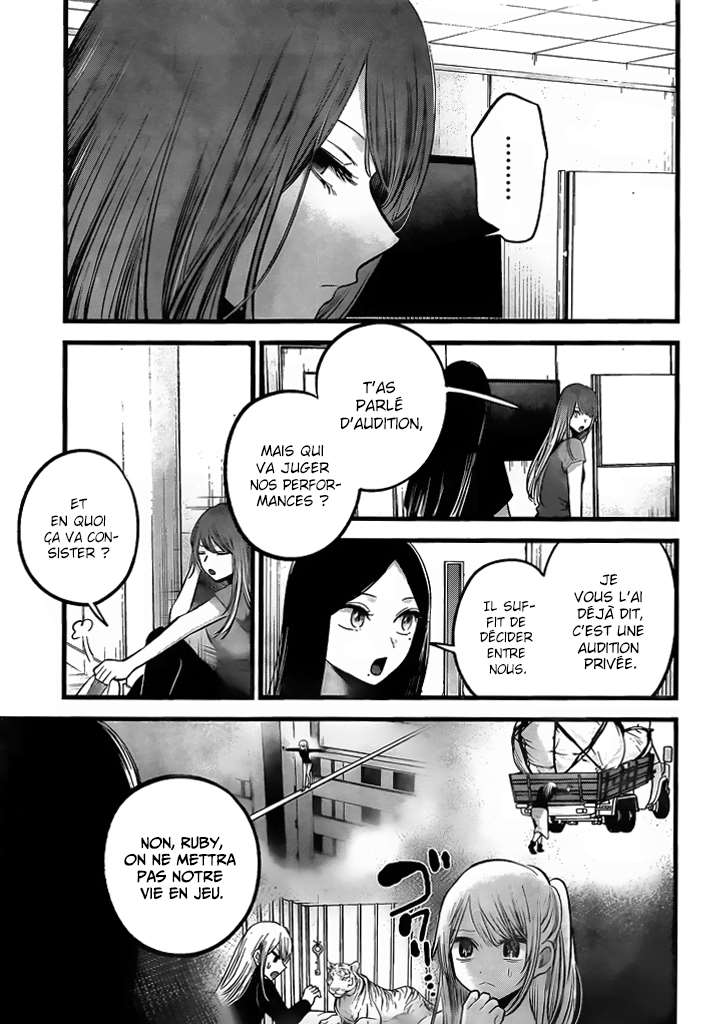 ........
T'AS
PARLÉ
D'AUDITION,
MAIS QUI
VA JUGER
NOS PERFOR-
MANCES ?
ET
EN QUOI
ÇA VA CON-
SISTER ?
JE
VOUS L'AI
DÉJÀ DIT,
C'EST UNE
AUDITION
PRIVÉE.
IL SUF-
FIT DE
DÉCIDER
ENTRE
NOUS.
NON, RUBY,
ON NE METTRA
PAS NOTRE
VIE EN JEU.
ゴクッ